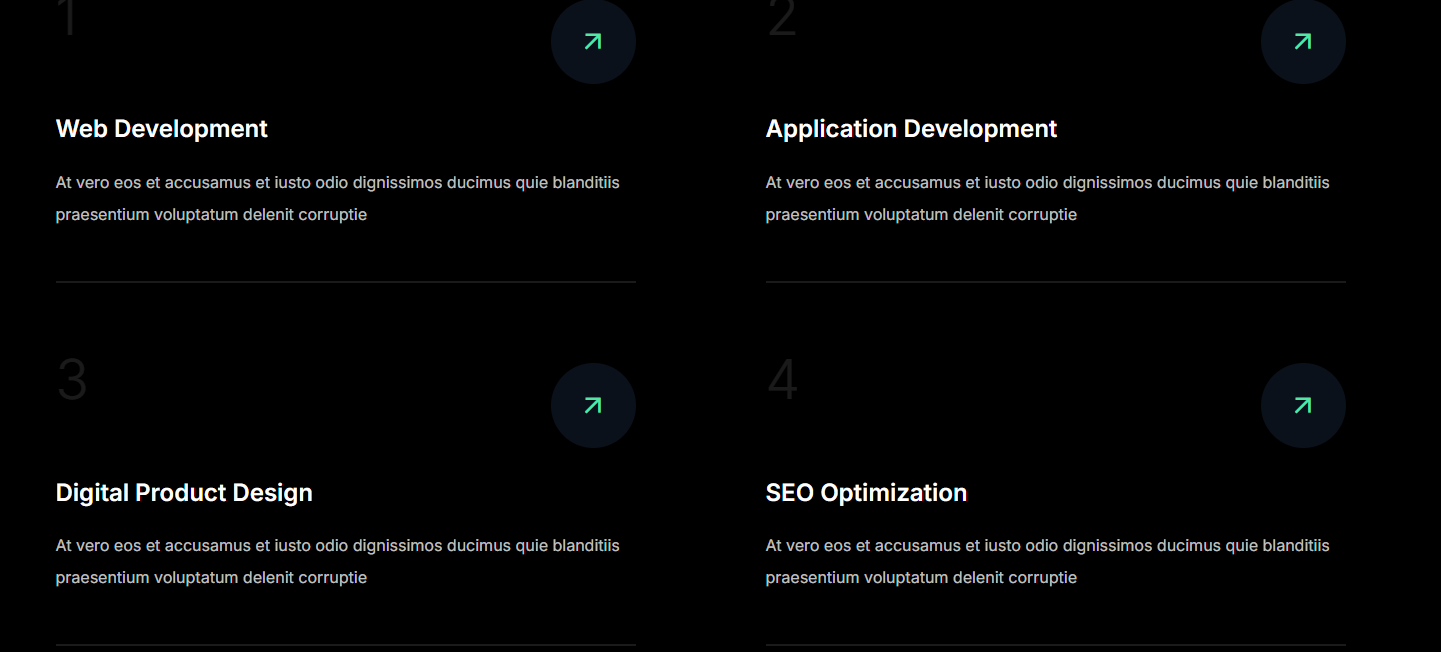 1
Web Development
At vero eos et accusamus et iusto odio dignissimos ducimus quie blanditiis
praesentium voluptatum delenit corruptie
2
Application Development
At vero eos et accusamus et iusto odio dignissimos ducimus quie blanditiis
praesentium voluptatum delenit corruptie
3
Digital Product Design
At vero eos et accusamus et iusto odio dignissimos ducimus quie blanditiis
praesentium voluptatum delenit corruptie
4
SEO Optimization
At vero eos et accusamus et iusto odio dignissimos ducimus quie blanditiis
praesentium voluptatum delenit corruptie